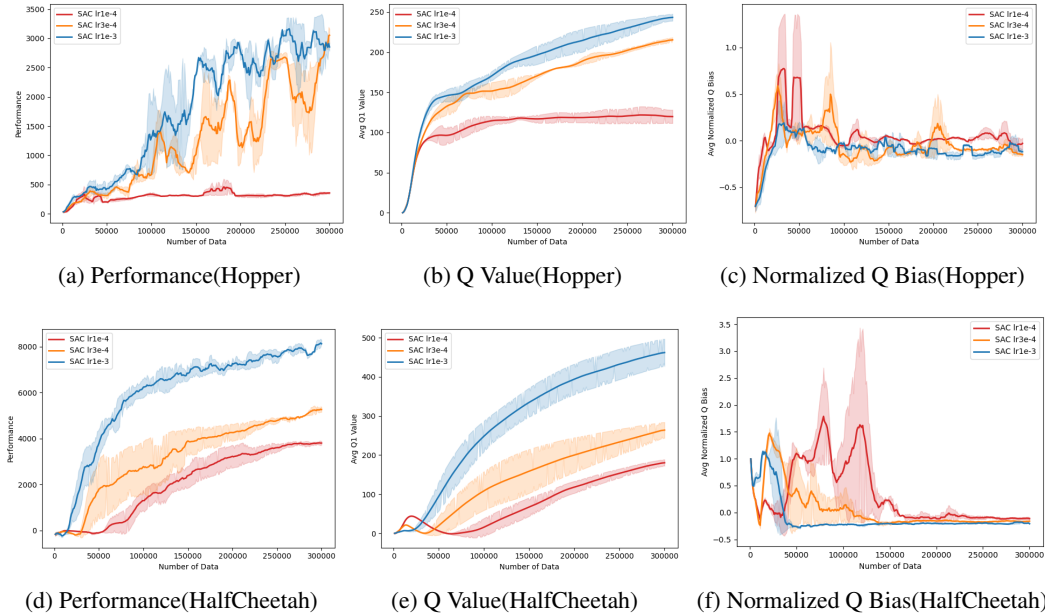 SAC lr1e-4
SAC lr3e-4
SAC lr1e-3
Performance
3500
3000
2500
2000
1500
1000
500
0
0 50000 100000 150000 200000 250000 300000
Number of Data
SAC lr1e-4
SAC lr3e-4
SAC lr1e-3
Avg Q1 Value
250
200
150
100
50
0
0 50000 100000 150000 200000 250000 300000
Number of Data
SAC lr1e-4
SAC lr3e-4
SAC lr1e-3
Avg Normalized Q Bias
1.0
0.5
0.0
−0.5
0 50000 100000 150000 200000 250000 300000
Number of Data
(a) Performance(Hopper)
(b) Q Value(Hopper)
(c) Normalized Q Bias(Hopper)
SAC lr1e-4
SAC lr3e-4
SAC lr1e-3
Performance
8000
6000
4000
2000
0
0 50000 100000 150000 200000 250000 300000
Number of Data
SAC lr1e-4
SAC lr3e-4
SAC lr1e-3
Avg Q1 Value
500
400
300
200
100
0
0 50000 100000 150000 200000 250000 300000
Number of Data
SAC lr1e-4
SAC lr3e-4
SAC lr1e-3
Avg Normalized Q Bias
3.5
3.0
2.5
2.0
1.5
1.0
0.5
0.0
−0.5
0 50000 100000 150000 200000 250000 300000
Number of Data
(d) Performance(HalfCheetah)
(e) Q Value(HalfCheetah)
(f) Normalized Q Bias(HalfCheetah)